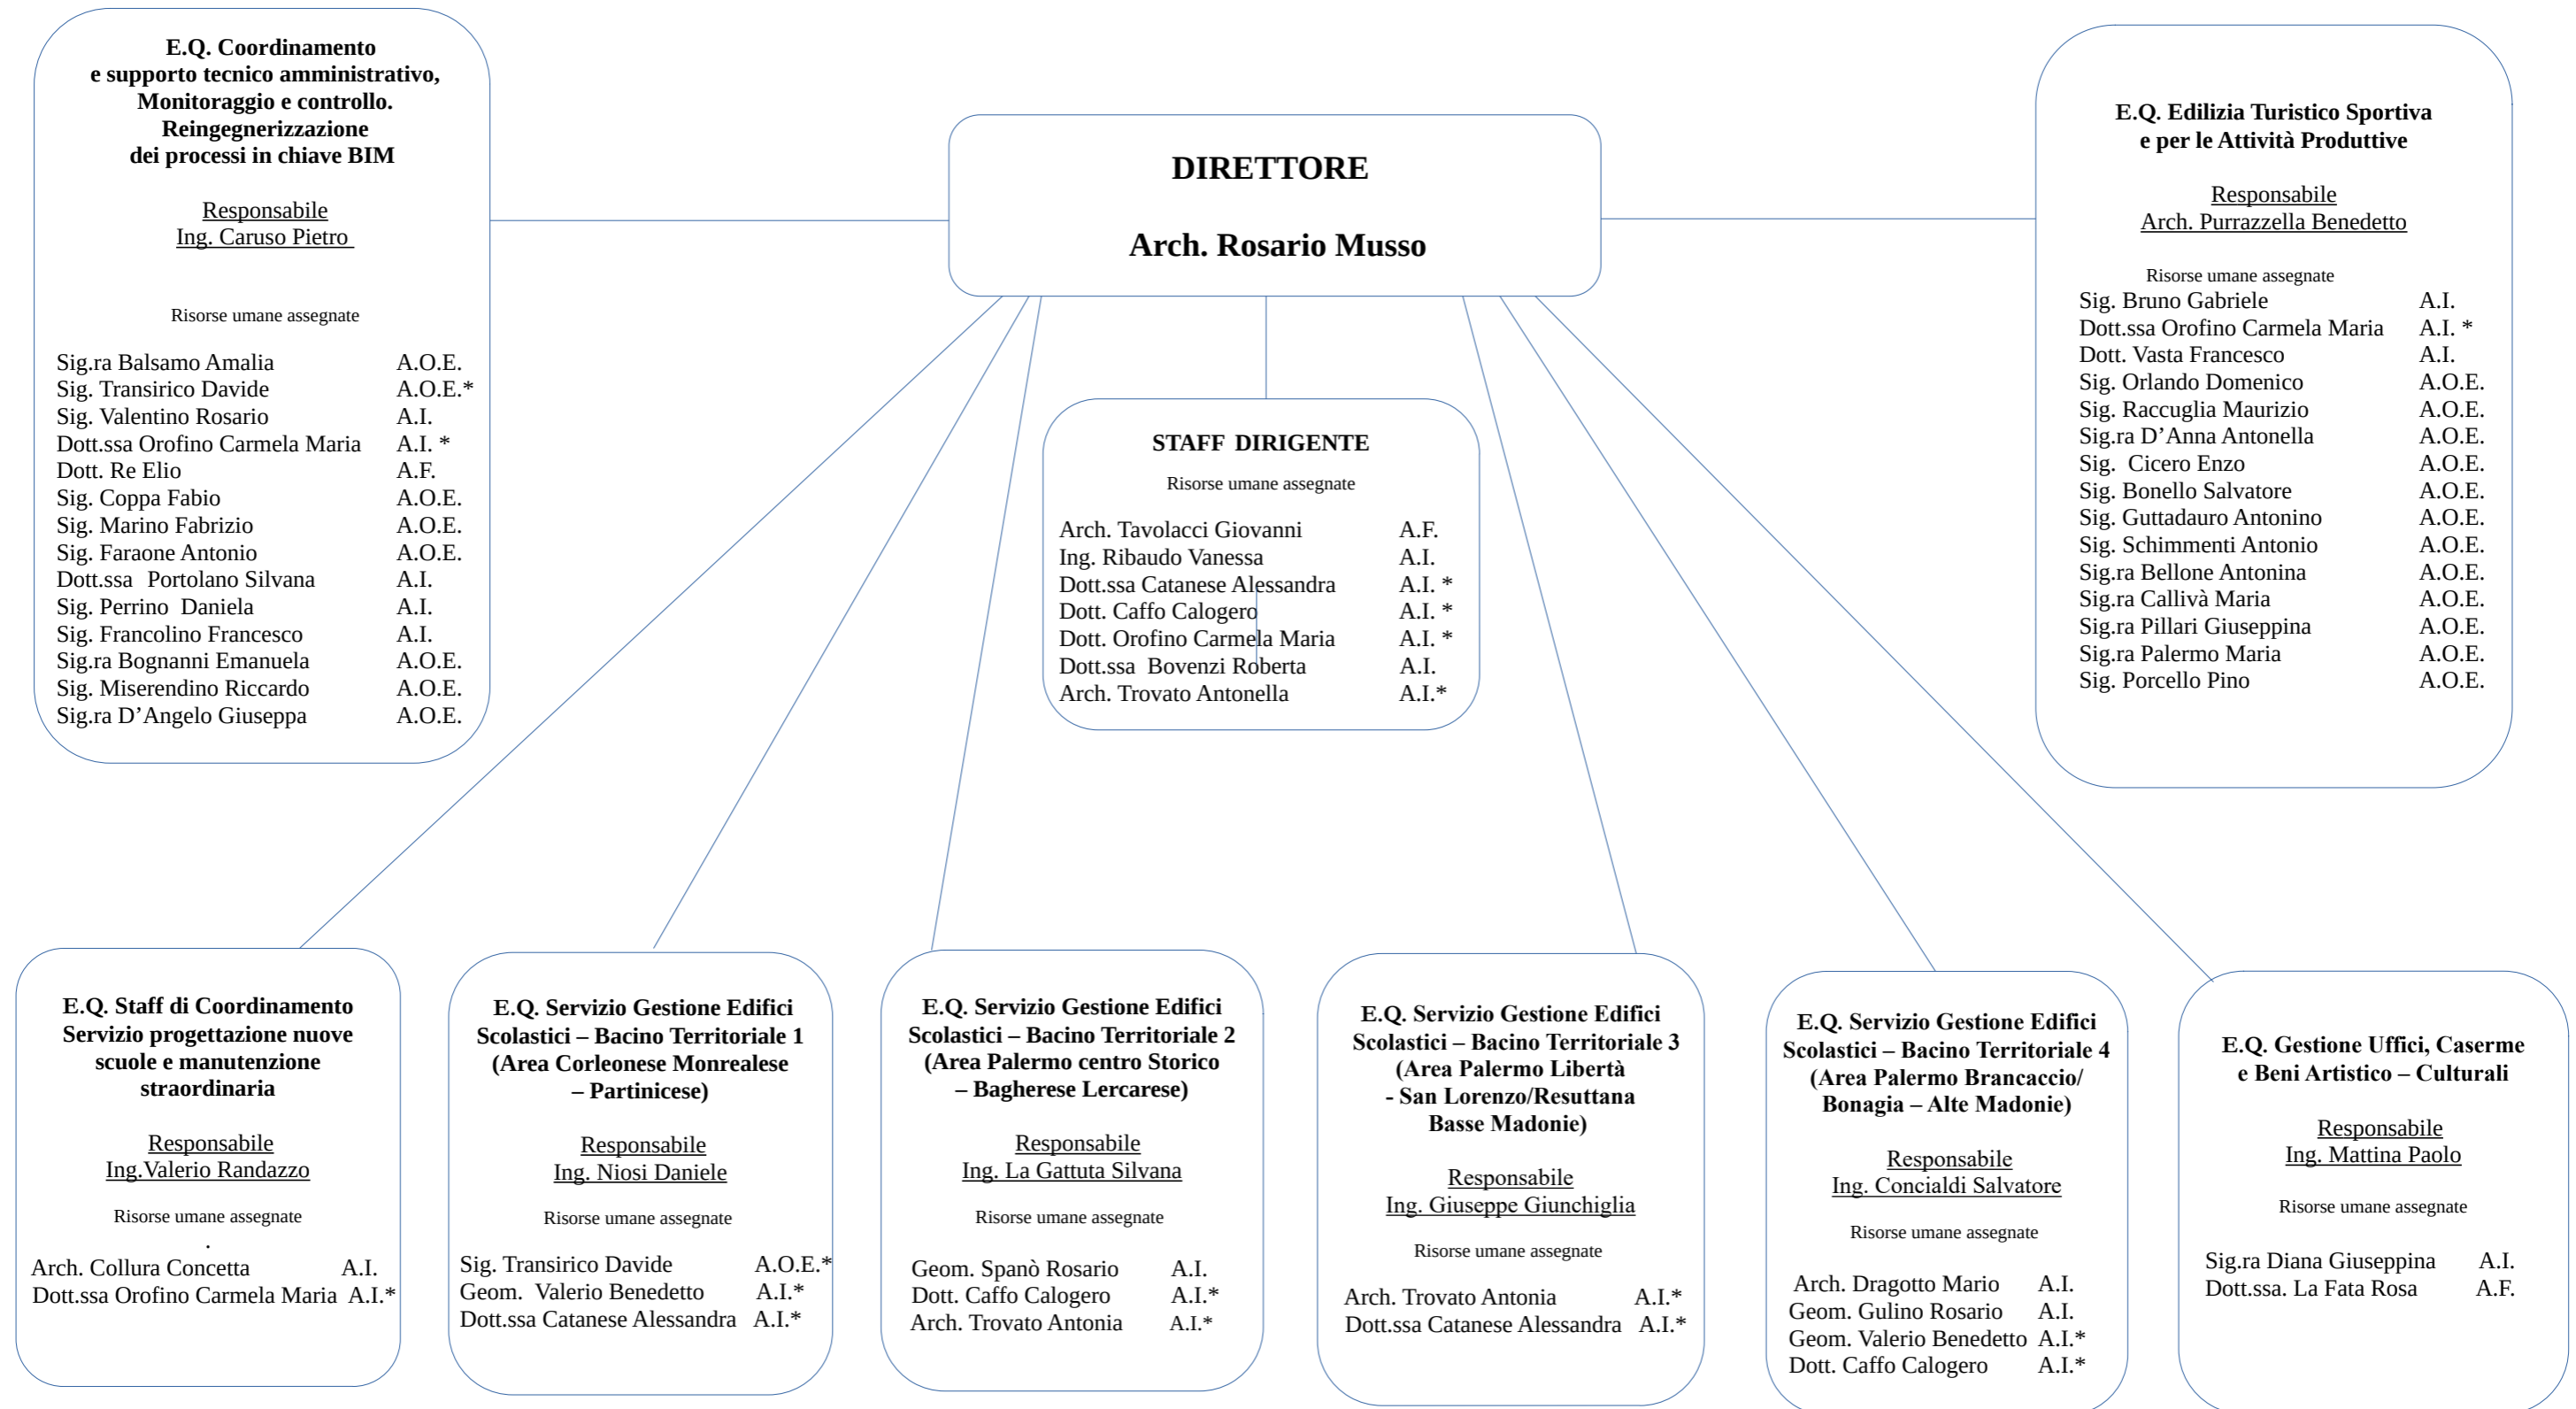 E.Q. Coordinamento
e supporto tecnico amministrativo,
Monitoraggio e controllo.
Reingegnerizzazione
dei processi in chiave BIM
Responsabile
Ing. Caruso Pietro
Risorse umane assegnate
Sig.ra Balsamo Amalia A.O.E.
Sig. Transirico Davide A.O.E.*
Sig. Valentino Rosario A.I.
Dott.ssa Orofino Carmela Maria A.I. *
Dott. Re Elio A.F.
Sig. Coppa Fabio A.O.E.
Sig. Marino Fabrizio A.O.E.
Sig. Faraone Antonio A.O.E.
Dott.ssa Portolano Silvana A.I.
Sig. Perrino Daniela A.I.
Sig. Francolino Francesco A.I.
Sig.ra Bognanni Emanuela A.O.E.
Sig. Miserendino Riccardo A.O.E.
Sig.ra D’Angelo Giuseppa A.O.E.
DIRETTORE
Arch. Rosario Musso
STAFF DIRIGENTE
Risorse umane assegnate
Arch. Tavolacci Giovanni A.F.
Ing. Ribaudo Vanessa A.I.
Dott.ssa Catanese Alessandra A.I. *
Dott. Caffo Calogero A.I. *
Dott. Orofino Carmela Maria A.I. *
Dott.ssa Bovenzi Roberta A.I.
Arch. Trovato Antonella A.I.*
E.Q. Edilizia Turistico Sportiva
e per le Attività Produttive
Responsabile
Arch. Purrazzella Benedetto
Risorse umane assegnate
Sig. Bruno Gabriele A.I.
Dott.ssa Orofino Carmela Maria A.I. *
Dott. Vasta Francesco A.I.
Sig. Orlando Domenico A.O.E.
Sig. Raccuglia Maurizio A.O.E.
Sig.ra D’Anna Antonella A.O.E.
Sig. Cicero Enzo A.O.E.
Sig. Bonello Salvatore A.O.E.
Sig. Guttadauro Antonino A.O.E.
Sig. Schimmenti Antonio A.O.E.
Sig.ra Bellone Antonina A.O.E.
Sig.ra Callivà Maria A.O.E.
Sig.ra Pillari Giuseppina A.O.E.
Sig.ra Palermo Maria A.O.E.
Sig. Porcello Pino A.O.E.
E.Q. Staff di Coordinamento
Servizio progettazione nuove
scuole e manutenzione
straordinaria
Responsabile
Ing.Valerio Randazzo
Risorse umane assegnate
.
Arch. Collura Concetta A.I.
Dott.ssa Orofino Carmela Maria A.I.*
E.Q. Servizio Gestione Edifici
Scolastici – Bacino Territoriale 1
(Area Corleonese Monrealese
– Partinicese)
Responsabile
Ing. Niosi Daniele
Risorse umane assegnate
Sig. Transirico Davide A.O.E.*
Geom. Valerio Benedetto A.I.*
Dott.ssa Catanese Alessandra A.I.*
E.Q. Servizio Gestione Edifici
Scolastici – Bacino Territoriale 2
(Area Palermo centro Storico
– Bagherese Lercarese)
Responsabile
Ing. La Gattuta Silvana
Risorse umane assegnate
Geom. Spanò Rosario A.I.
Dott. Caffo Calogero A.I.*
Arch. Trovato Antonia A.I.*
E.Q. Servizio Gestione Edifici
Scolastici – Bacino Territoriale 3
(Area Palermo Libertà
- San Lorenzo/Resuttana
Basse Madonie)
Responsabile
Ing. Giuseppe Giunchiglia
Risorse umane assegnate
Arch. Trovato Antonia A.I.*
Dott.ssa Catanese Alessandra A.I.*
E.Q. Servizio Gestione Edifici
Scolastici – Bacino Territoriale 4
(Area Palermo Brancaccio/
Bonagia – Alte Madonie)
Responsabile
Ing. Concialdi Salvatore
Risorse umane assegnate
Arch. Dragotto Mario A.I.
Geom. Gulino Rosario A.I.
Geom. Valerio Benedetto A.I.*
Dott. Caffo Calogero A.I.*
E.Q. Gestione Uffici, Caserme
e Beni Artistico – Culturali
Responsabile
Ing. Mattina Paolo
Risorse umane assegnate
Sig.ra Diana Giuseppina A.I.
Dott.ssa. La Fata Rosa A.F.